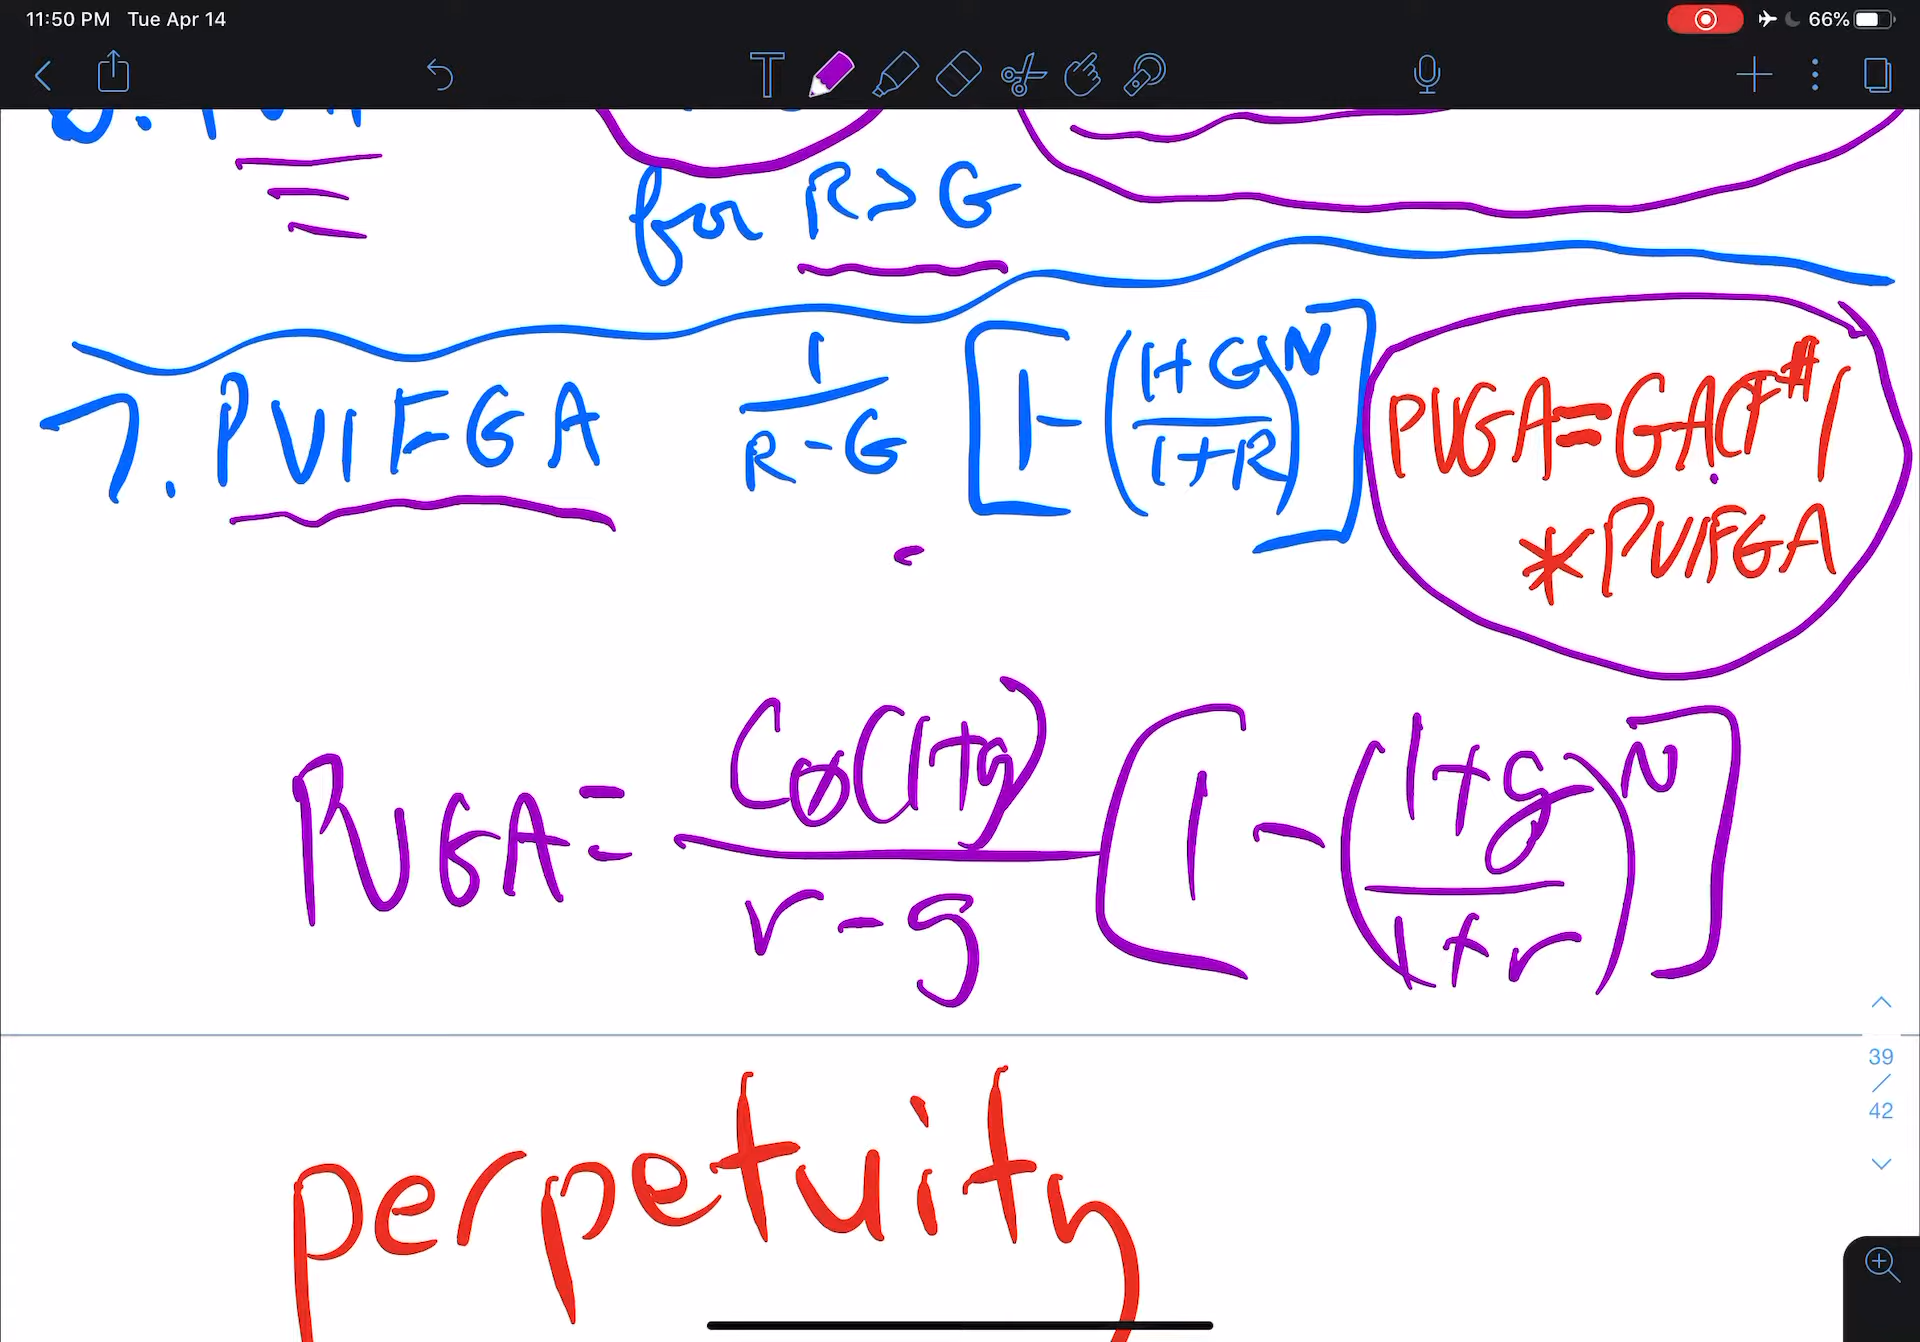 11:50 PM Tue Apr 14
66%
for R > G
7. PVIFGA 1/(R-G) [1-((1+G)/(1+R))^N]
PVGA=GACF#1
*PVIFGA
PVGA= C0(1+g)/(r-g) [1-((1+g)/(1+r))^N]
39
/
42
perpetuity